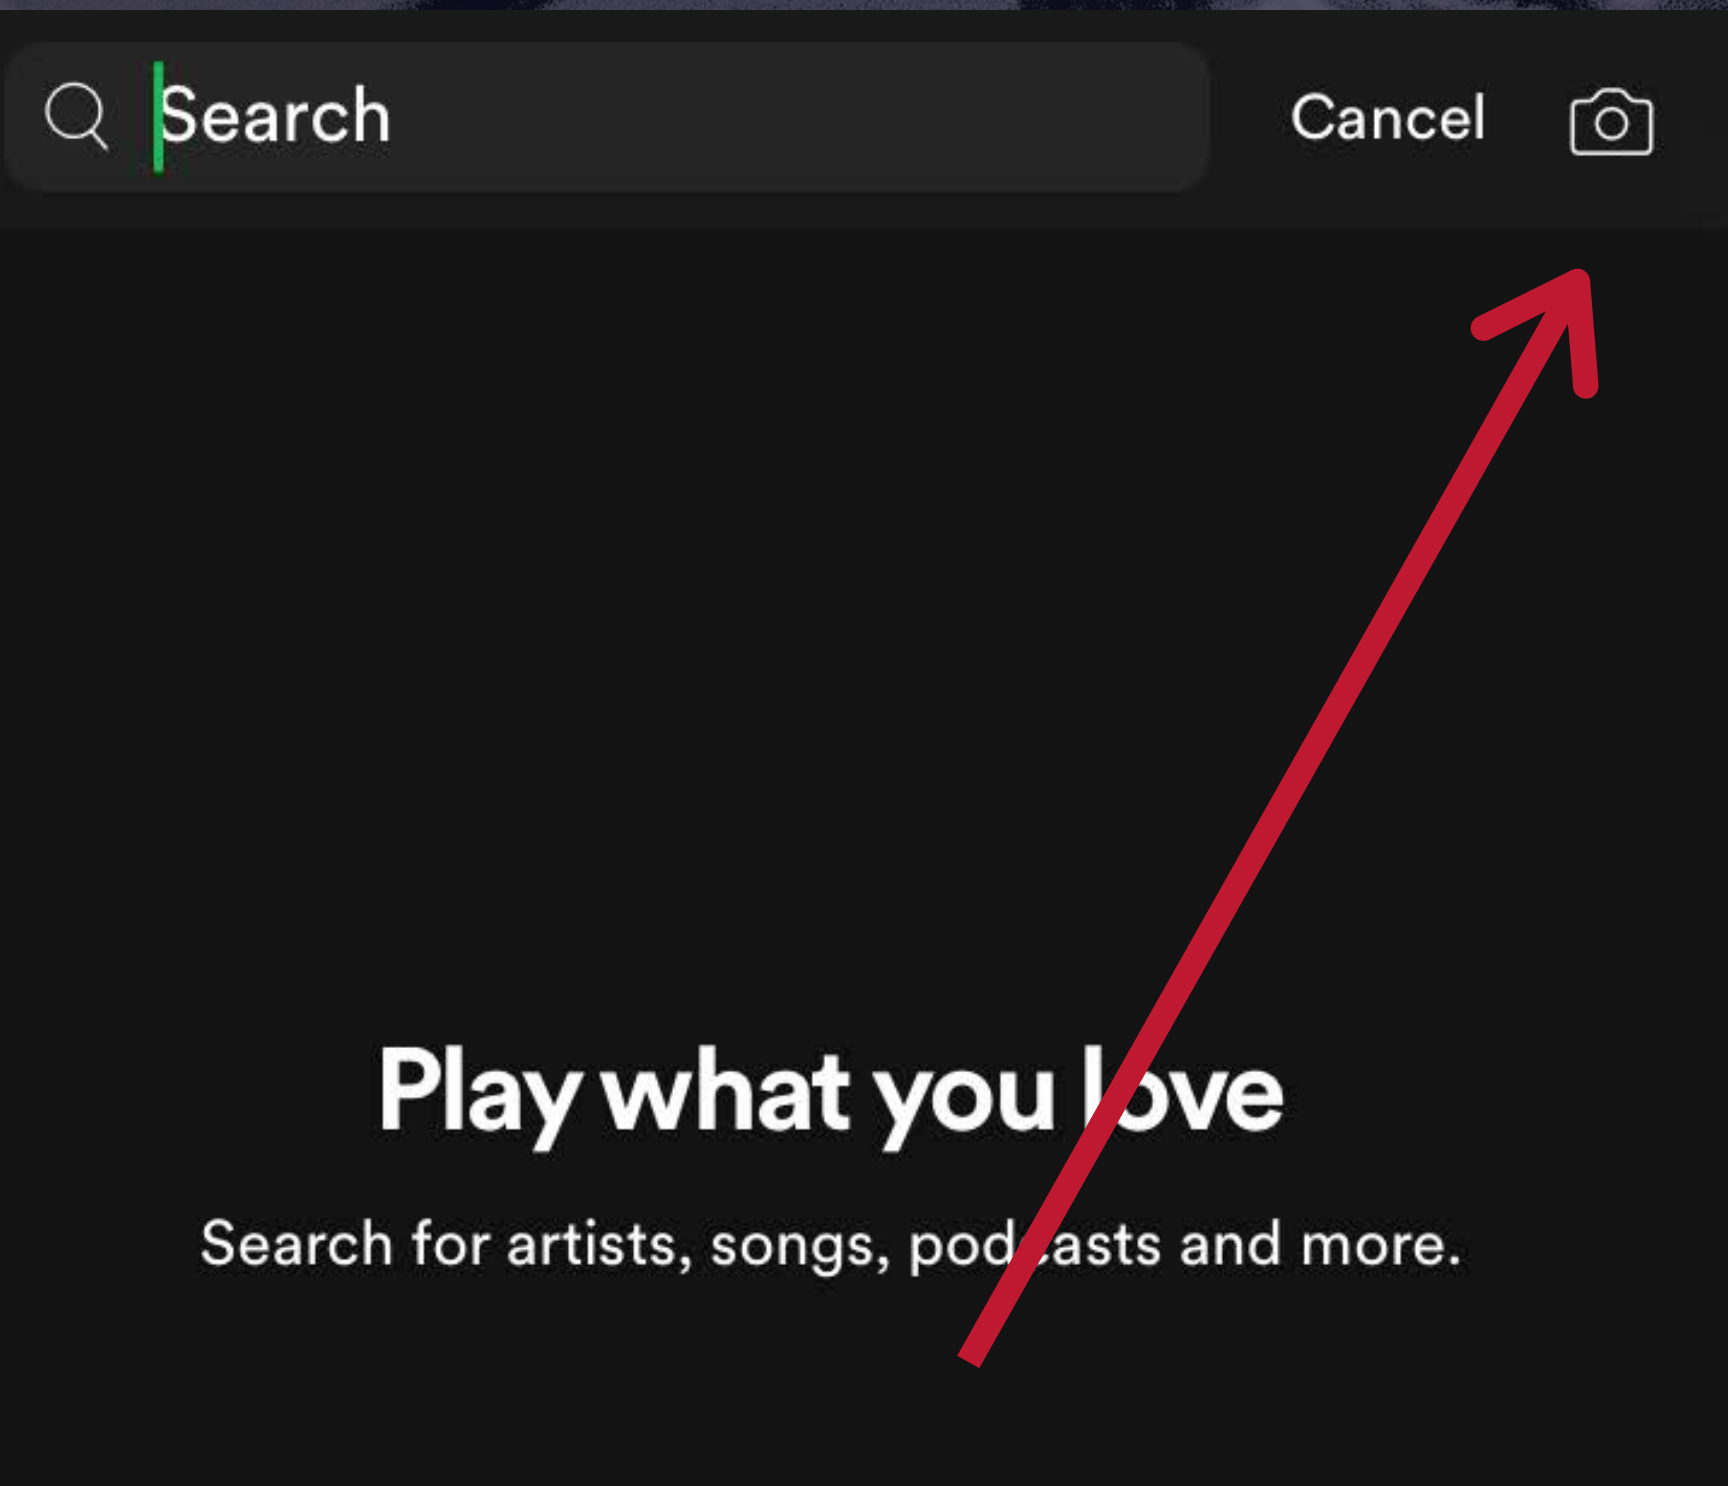 Search Cancel
Play what you love
Search for artists, songs, podcasts and more.